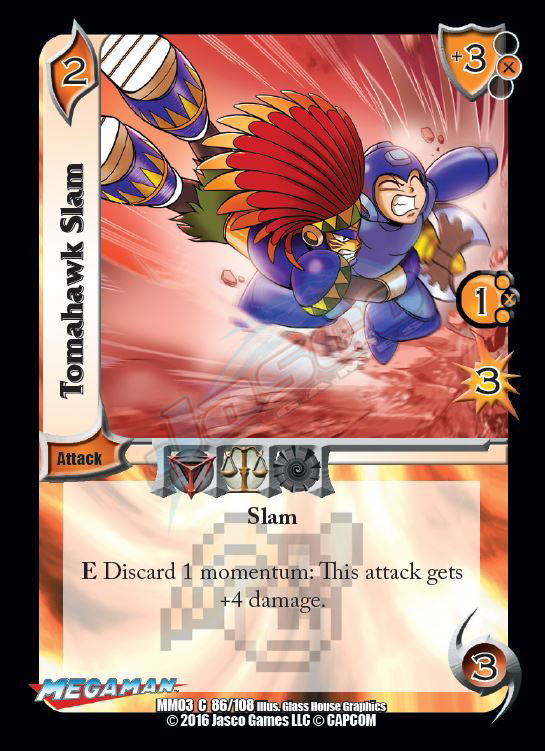 2
+3
Tomahawk Slam
1
3
Attack
Slam
E Discard 1 momentum: This attack gets
+4 damage.
3
MEGAMAN™
MM03 C 86/108 Illus. Glass House Graphics
© 2016 Jasco Games LLC © CAPCOM